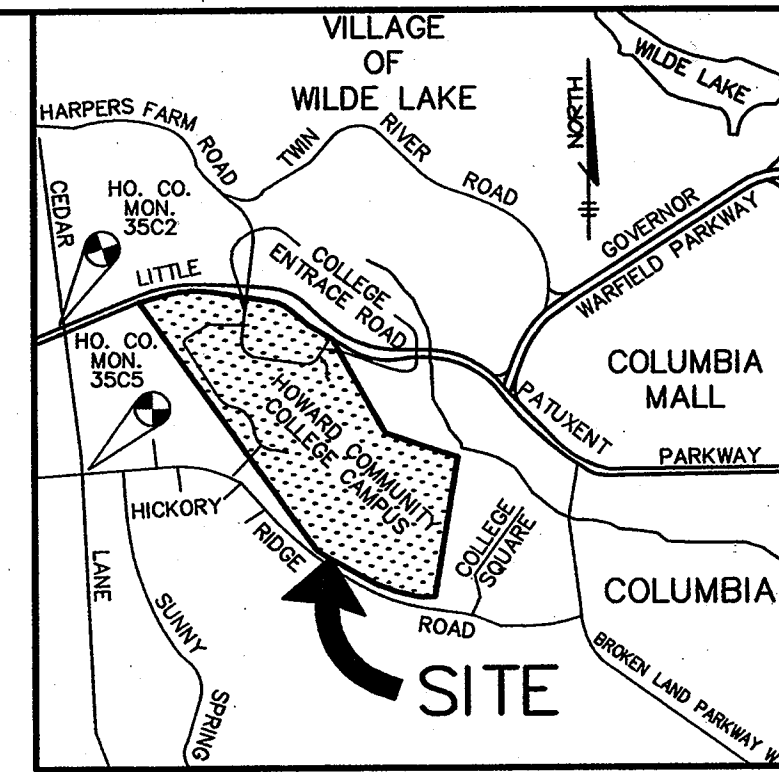 VILLAGE
OF
WILDE LAKE
WILDE LAKE
HARPERS FARM ROAD
TWIN RIVER ROAD
NORTH
CEDAR
HO. CO.
MON.
35C2
GOVERNOR
WARFIELD PARKWAY
LITTLE
COLLEGE
ENTRACE ROAD
HO. CO.
MON.
35C5
COLUMBIA
MALL
HOWARD COMMUNITY
COLLEGE CAMPUS
PATUXENT
PARKWAY
HICKORY
RIDGE
ROAD
COLLEGE
SQUARE
LANE
SUNNY
SPRING
COLUMBIA
BROKEN LAND PARKWAY W
SITE